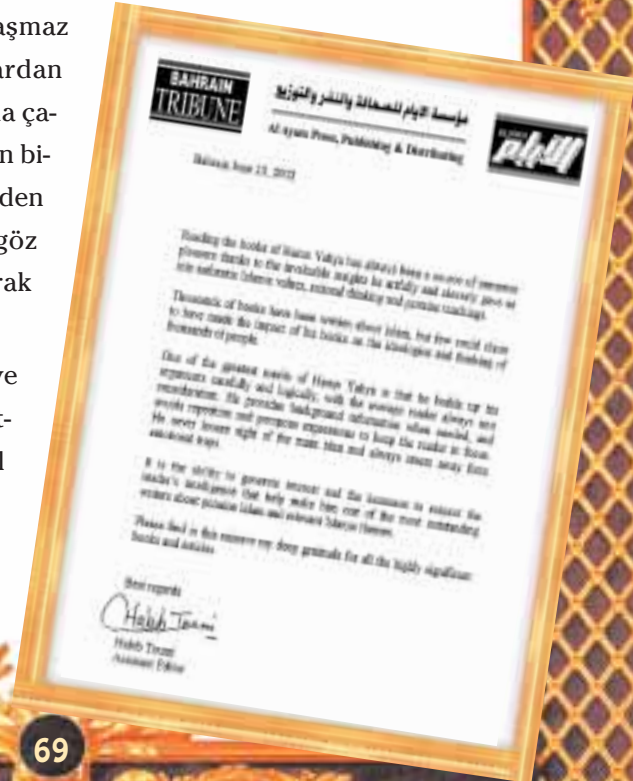 aşmaz
ardan
a ça-
n bi-
den
göz
rak
ve
t-
l
BAHRAIN
TRIBUNE
مؤسسة الايام للصحافة والنشر والتوزيع
Al ayam Press, Publishing & Distributing
الأيام
Reading the books of Harun Yahya has always been a source of immense
pleasure thanks to the invaluable insights he artfully and cleverly gave us
into authentic Islamic values, rational thinking and genuine teachings.
Thousands of books have been written about Islam, but few could claim
to have made the impact of his books on the ideologies and thinking of
thousands of people.
One of the greatest merits of Harun Yahya is that he builds up his
arguments carefully and logically, with the average reader always into
consideration. He provides background information when needed, and
avoids repetition and pompous expressions to keep the reader in focus.
He never looses sight of the main idea and always steers away from
emotional traps.
It is the ability to generate interest and the insistence to respect the
reader's intelligence that help make him one of the most outstanding
writers about genuine Islam and relevant Islamic themes.
Please find in this missive my deep gratitude for all the highly significant
books and articles.
Best regards
Habib Toumi
Habib Toumi
Assistant Editor
69